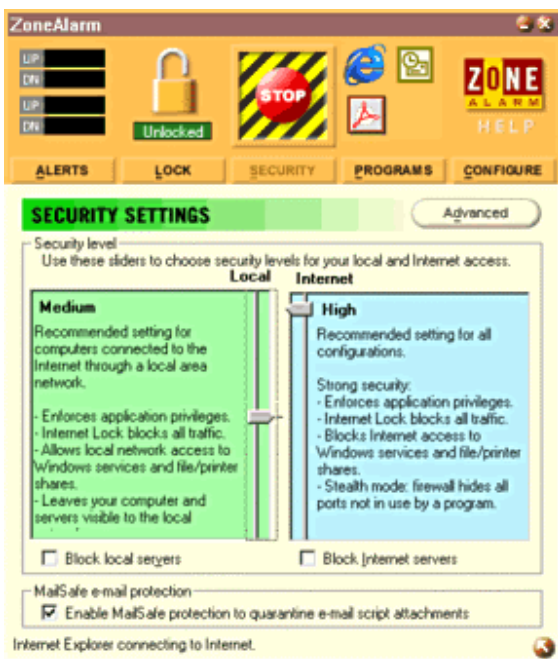 ZoneAlarm
UP
DN
UP
DN
Unlocked
STOP
ZONE
ALARM
HELP
ALERTS
LOCK
SECURITY
PROGRAMS
CONFIGURE
SECURITY SETTINGS
Advanced
Security level
Use these sliders to choose security levels for your local and Internet access.
Local
Internet
Medium
Recommended setting for
computers connected to the
Internet through a local area
network.
- Enforces application privileges.
- Internet Lock blocks all traffic.
- Allows local network access to
Windows services and file/printer
shares.
- Leaves your computer and
servers visible to the local
High
Recommended setting for all
configurations.
Strong security:
- Enforces application privileges.
- Internet Lock blocks all traffic.
- Blocks Internet access to
Windows services and file/printer
shares.
- Stealth mode: firewall hides all
ports not in use by a program.
Block local servers
Block Internet servers
MailSafe e-mail protection
Enable MailSafe protection to quarantine e-mail script attachments
Internet Explorer connecting to Internet.